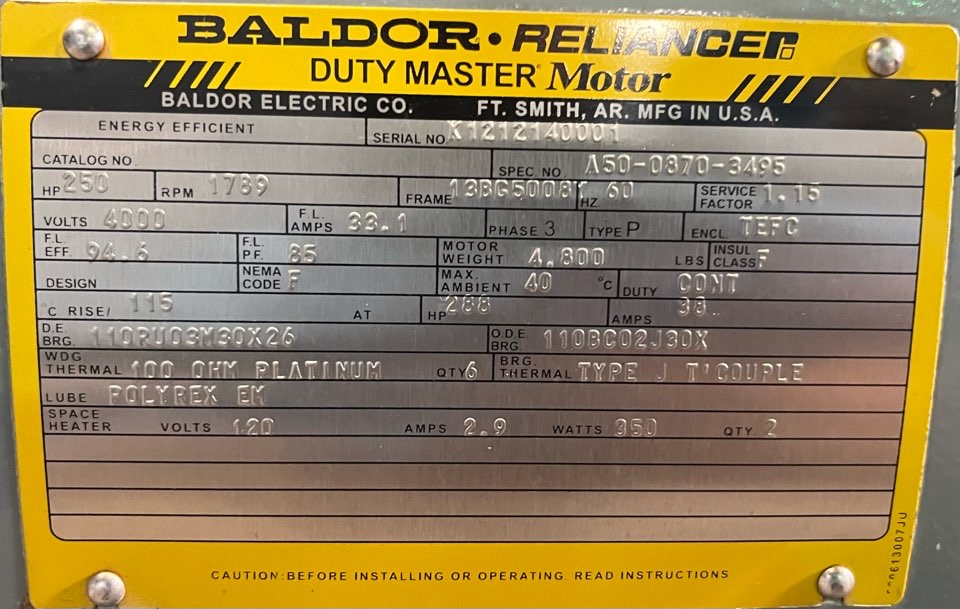 BALDOR • RELIANCE
DUTY MASTER Motor
BALDOR ELECTRIC CO. FT. SMITH, AR. MFG IN U.S.A.
ENERGY EFFICIENT SERIAL NO X1212140001
CATALOG NO. SPEC. NO. A50-0870-3495
HP 250 RPM 1789 FRAME HZ 60 SERVICE FACTOR 1.15
VOLTS 4000 F.L. AMPS 33.1 PHASE 3 TYPE P ENCL TEFC
F.L. EFF. 94.6 F.L. P.F. 85 MOTOR WEIGHT 4,800 LBS INSUL CLASS F
DESIGN NEMA CODE F MAX. AMBIENT 40 °C DUTY CONT
°C RISE/ 115 AT HP 288 AMPS 38
D.E. BRG. 110RU03M30X26 O.D.E. BRG. 110BC02J30X
WDG. THERMAL 100 OHM PLATINUM QTY 6 BRG. THERMAL TYPE J T'COUPLE
LUBE POLYREX EM
SPACE HEATER VOLTS 120 AMPS 2.9 WATTS 350 QTY. 2
CAUTION: BEFORE INSTALLING OR OPERATING READ INSTRUCTIONS